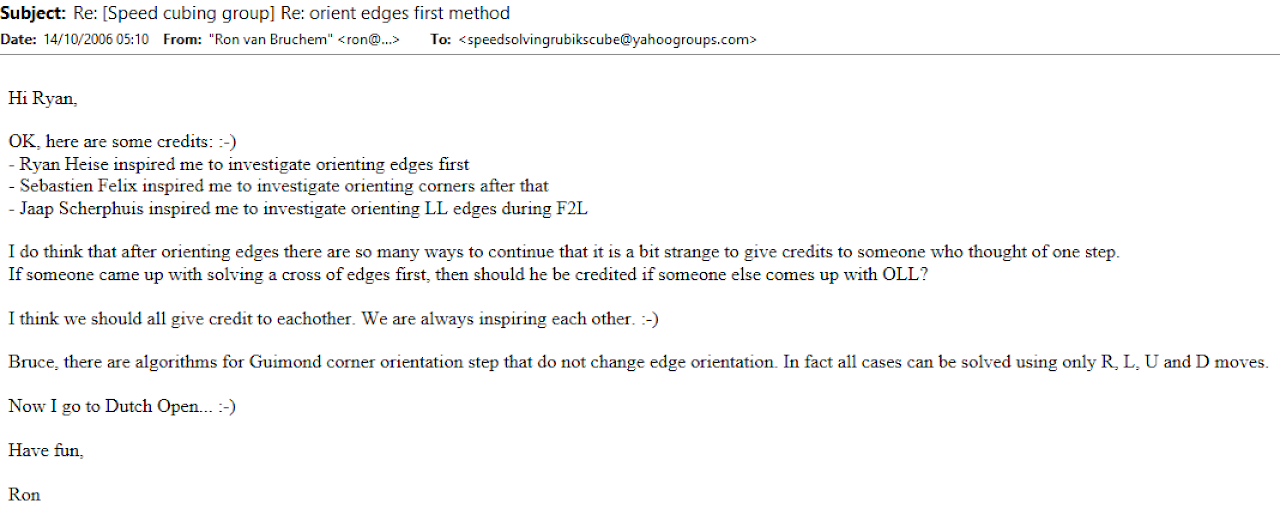 Subject: Re: [Speed cubing group] Re: orient edges first method
Date: 14/10/2006 05:10 From: "Ron van Bruchem" <ron@...> To: <speedsolvingrubikscube@yahoogroups.com>
Hi Ryan,
OK, here are some credits: :-)
- Ryan Heise inspired me to investigate orienting edges first
- Sebastien Felix inspired me to investigate orienting corners after that
- Jaap Scherphuis inspired me to investigate orienting LL edges during F2L
I do think that after orienting edges there are so many ways to continue that it is a bit strange to give credits to someone who thought of one step.
If someone came up with solving a cross of edges first, then should he be credited if someone else comes up with OLL?
I think we should all give credit to eachother. We are always inspiring each other. :-)
Bruce, there are algorithms for Guimond corner orientation step that do not change edge orientation. In fact all cases can be solved using only R, L, U and D moves.
Now I go to Dutch Open... :-)
Have fun,
Ron